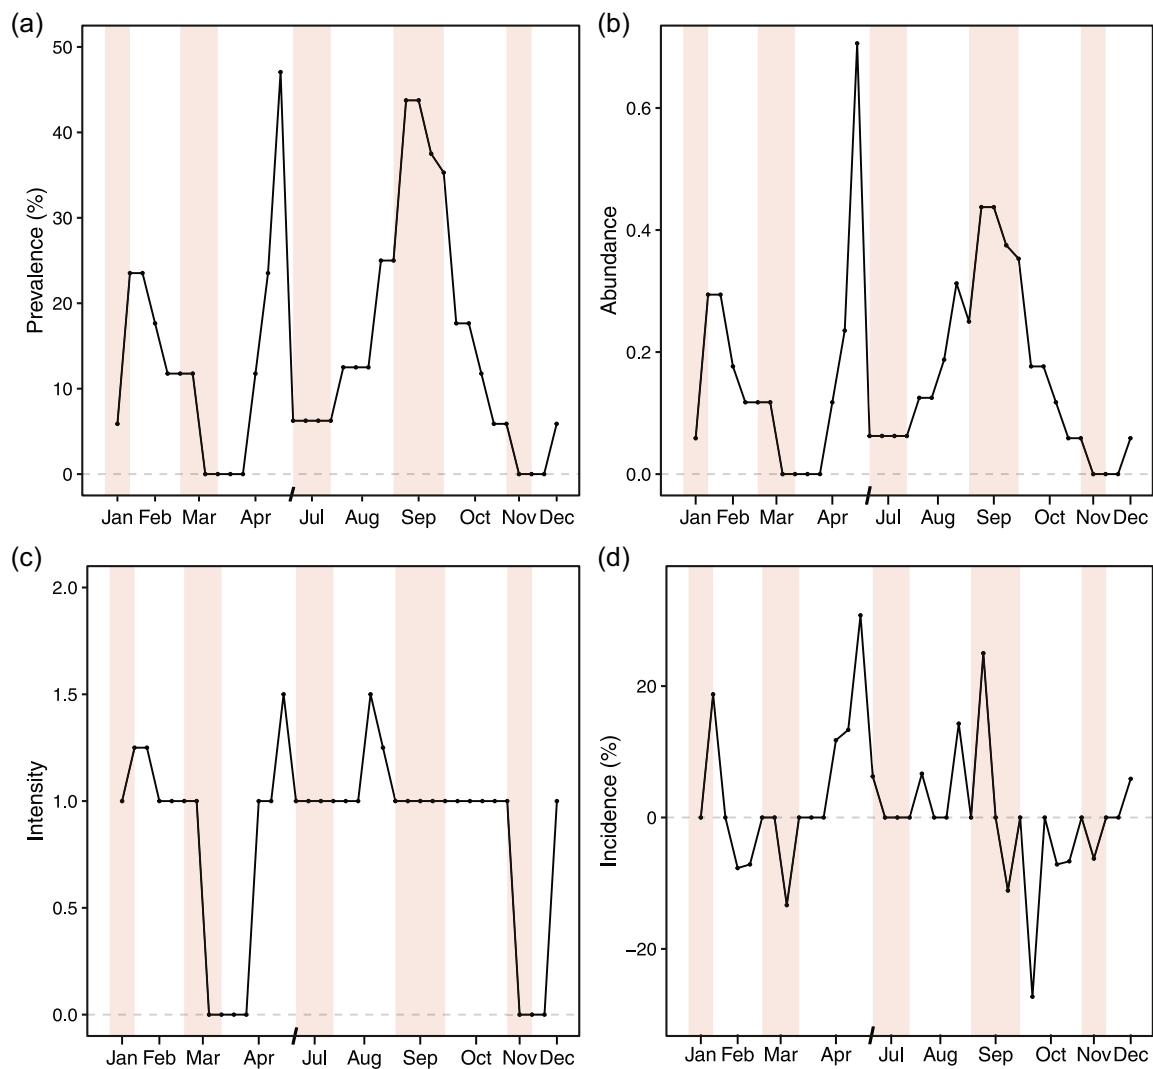 (a)
Prevalence (%)
50
40
30
20
10
0
Jan Feb Mar Apr Jul Aug Sep Oct Nov Dec
(b)
Abundance
0.6
0.4
0.2
0.0
Jan Feb Mar Apr Jul Aug Sep Oct Nov Dec
(c)
Intensity
2.0
1.5
1.0
0.5
0.0
Jan Feb Mar Apr Jul Aug Sep Oct Nov Dec
(d)
Incidence (%)
20
0
−20
Jan Feb Mar Apr Jul Aug Sep Oct Nov Dec